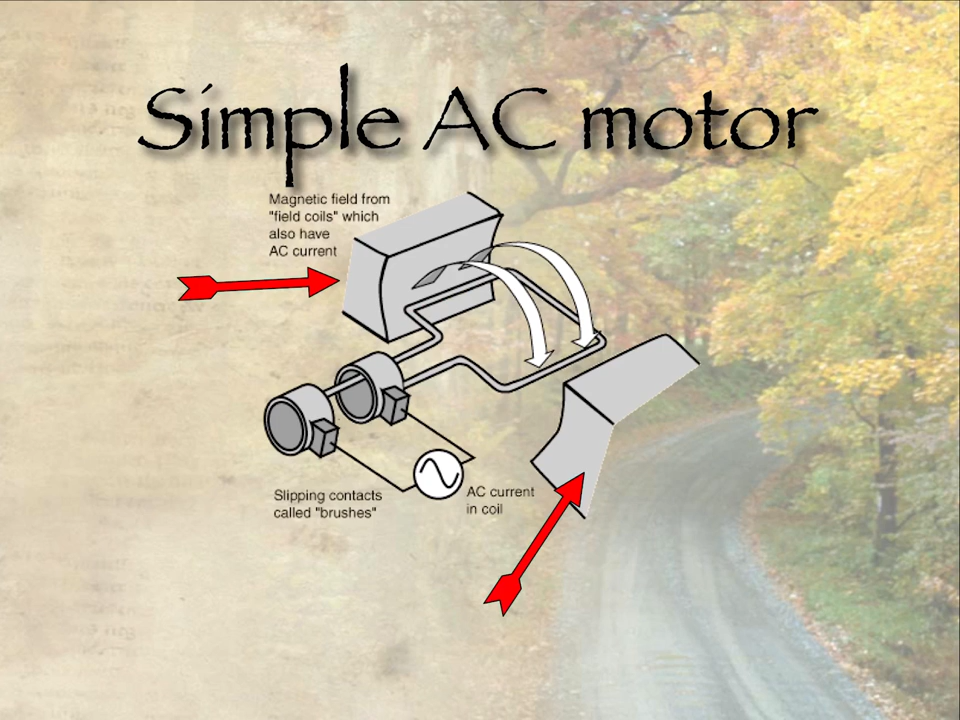 Simple AC motor
Magnetic field from
"field coils" which
also have
AC current
Slipping contacts
called "brushes"
AC current
in coil